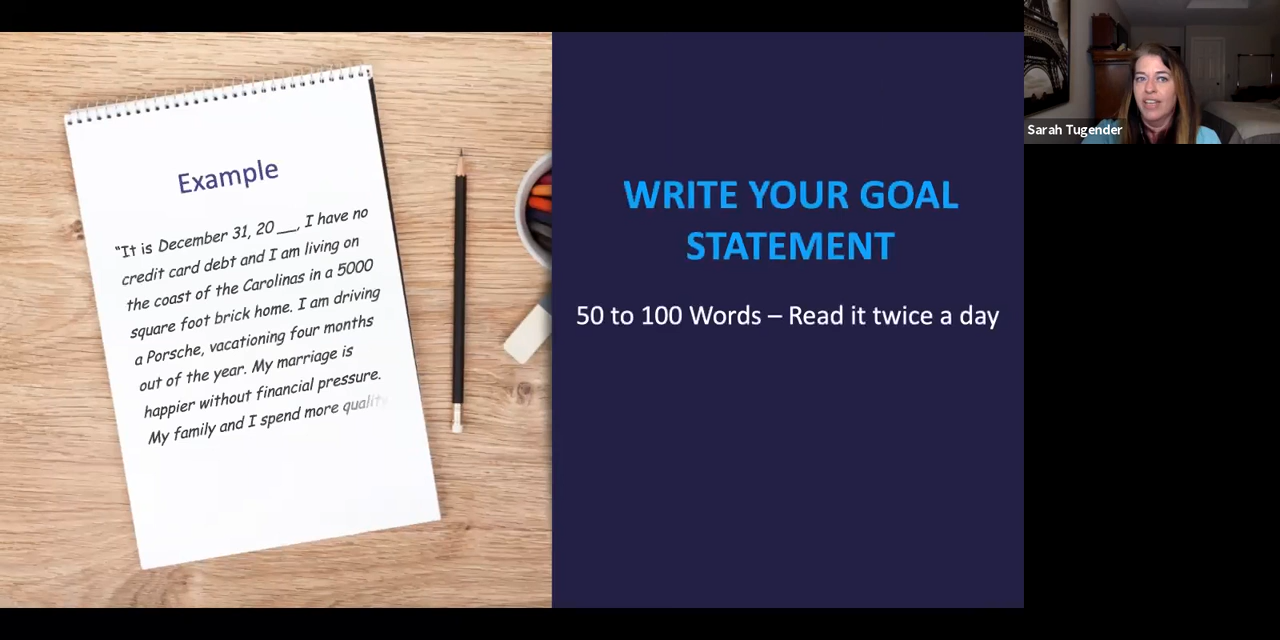 Example
"It is December 31, 20 __, I have no
credit card debt and I am living on
the coast of the Carolinas in a 5000
square foot brick home. I am driving
a Porsche, vacationing four months
out of the year. My marriage is
happier without financial pressure.
My family and I spend more quality
WRITE YOUR GOAL
STATEMENT
50 to 100 Words – Read it twice a day
Sarah Tugender